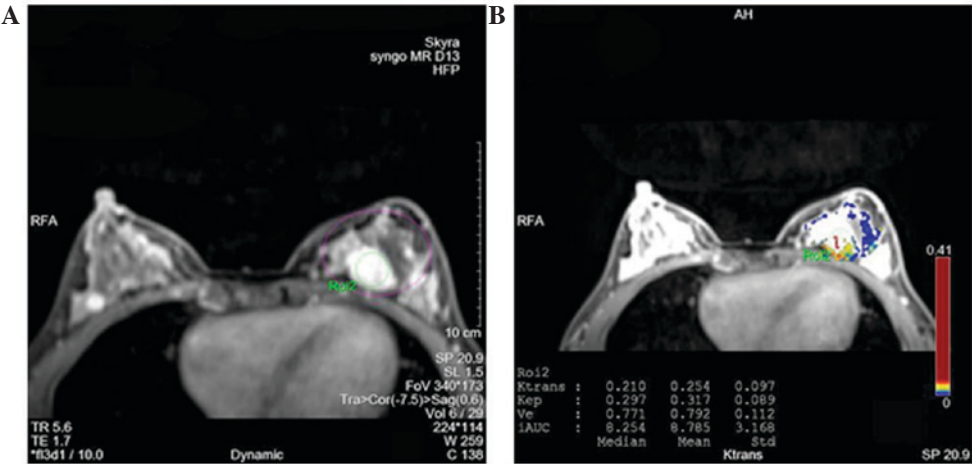 A
Skyra
syngo MR D13
HFP
RFA
Roi2
10 cm
SP 20.9
SL 1.5
FoV 340*173
Tra>Cor(-7.5)>Sag(0.6)
Vol 6 / 29
224*114
W 259
C 138
TR 5.6
TE 1.7
*fl3d1 / 10.0
Dynamic
B
AH
RFA
1
0.41
0
Roi2
Ktrans : 0.210 0.254 0.097
Kep : 0.297 0.317 0.089
Ve : 0.771 0.792 0.112
iAUC : 8.254 8.785 3.168
Median Mean Std
Ktrans
SP 20.9